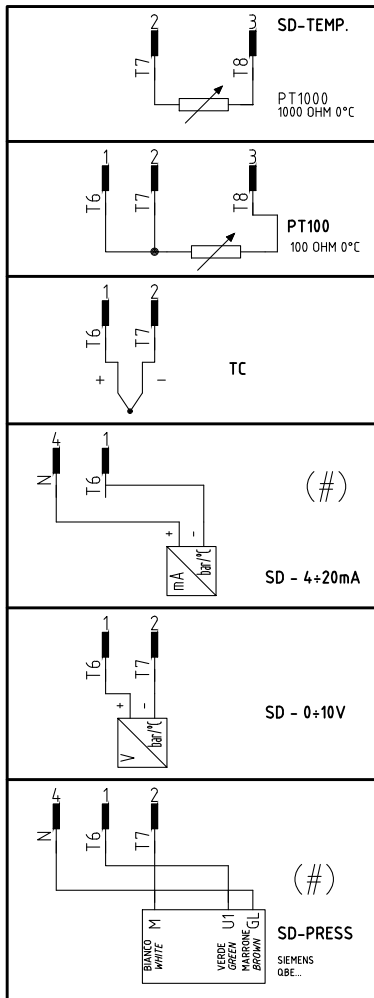 2 3 SD-TEMP.
T7 T8
PT1000
1000 OHM 0°C
1 2 3
T6 T7 T8
PT100
100 OHM 0°C
1 2
T6 T7
+ -
TC
4 1
N T6
(#)
+ -
mA bar/°C
SD - 4÷20mA
1 2
T6 T7
+ -
V bar/°C
SD - 0÷10V
4 1 2
N T6 T7
(#)
M U1 GL
BIANCO VERDE MARRONE
WHITE GREEN BROWN
SD-PRESS
SIEMENS
QBE...